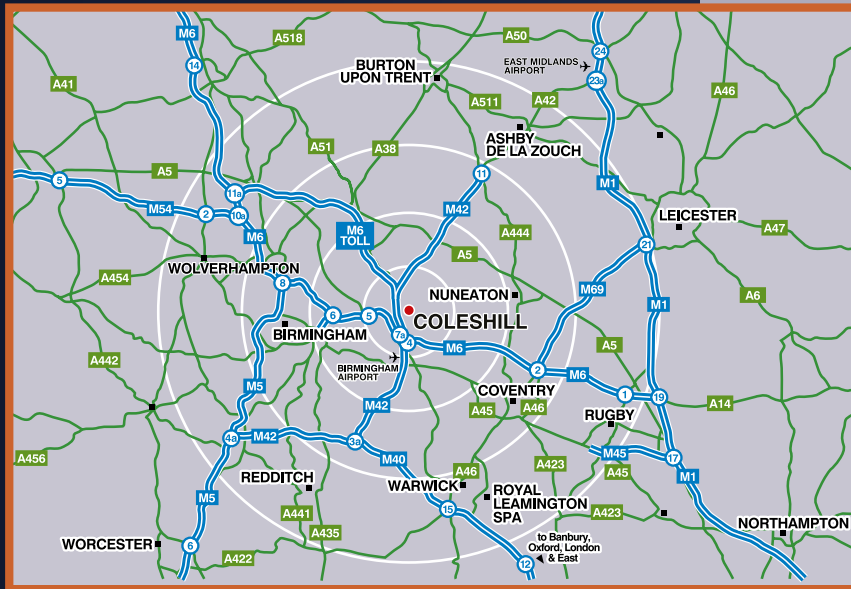 M6
A518
A50
24
EAST MIDLANDS
AIRPORT
23a
14
BURTON
UPON TRENT
A41
A46
A511
A42
A51
A38
ASHBY
DE LA ZOUCH
A5
11
5
M1
11a
M54
2
10a
M42
M6
TOLL
LEICESTER
A444
A47
M6
21
A5
WOLVERHAMPTON
A454
8
M69
NUNEATON
A6
M1
6
5
COLESHILL
BIRMINGHAM
7a
4
M6
A5
A442
BIRMINGHAM
AIRPORT
2
M6
M5
COVENTRY
1
19
A14
M42
A45
A46
RUGBY
4a
M42
3a
A456
M40
M45
17
A423
A45
A46
M1
REDDITCH
WARWICK
M5
ROYAL
LEAMINGTON
SPA
A441
15
A423
A435
NORTHAMPTON
WORCESTER
6
A422
to Banbury,
Oxford, London
& East
12